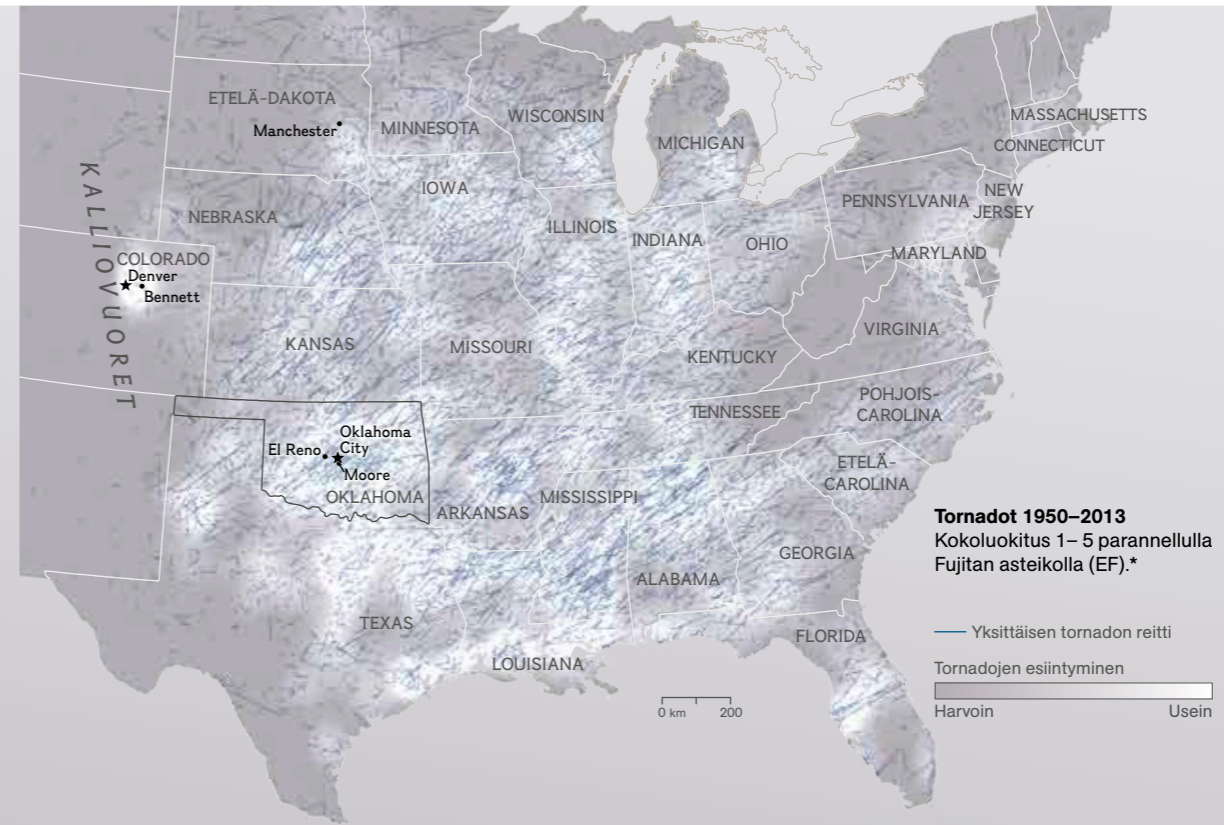 ETELÄ-DAKOTA
Manchester
MINNESOTA
WISCONSIN
MICHIGAN
MASSACHUSETTS
CONNECTICUT
IOWA
NEBRASKA
ILLINOIS
INDIANA
OHIO
PENNSYLVANIA
NEW
JERSEY
MARYLAND
KALLIOVUORET
COLORADO
Denver
Bennett
KANSAS
MISSOURI
KENTUCKY
VIRGINIA
TENNESSEE
POHJOIS-
CAROLINA
Oklahoma
City
El Reno
Moore
OKLAHOMA
ARKANSAS
MISSISSIPPI
ETELÄ-
CAROLINA
ALABAMA
GEORGIA
TEXAS
LOUISIANA
FLORIDA
0 km 200
Tornadot 1950–2013
Kokoluokitus 1– 5 parannellulla
Fujitan asteikolla (EF).*
Yksittäisen tornadon reitti
Tornadojen esiintyminen
Harvoin Usein